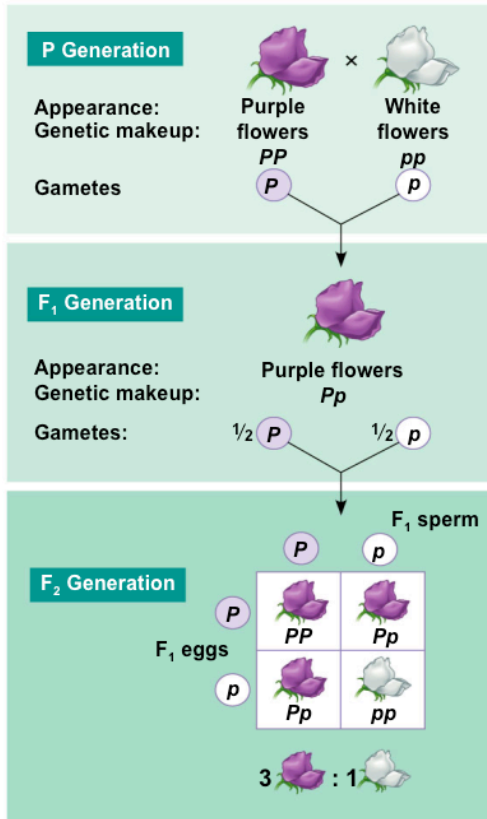 P Generation
×
Appearance: Purple White
Genetic makeup: flowers flowers
PP pp
Gametes P p
F₁ Generation
Appearance: Purple flowers
Genetic makeup: Pp
Gametes: ½ P ½ p
F₁ sperm
P p
F₂ Generation
P
PP Pp
F₁ eggs
p
Pp pp
3 : 1